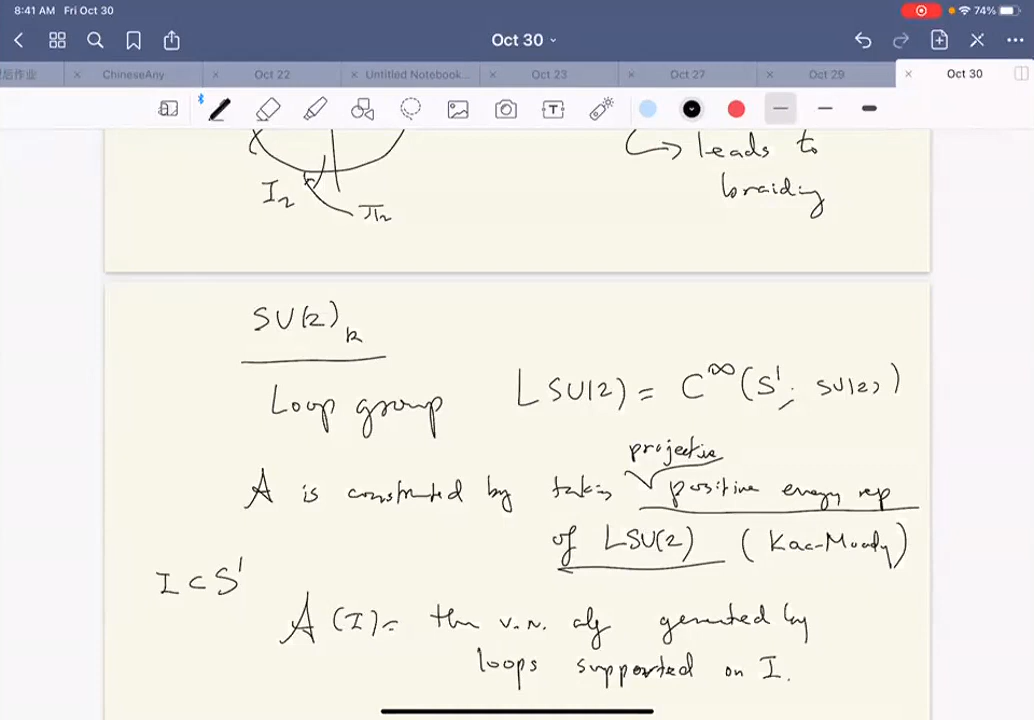 8:41 AM Fri Oct 30
74%
Oct 30
ChineseAny
Oct 22
Untitled Notebook...
Oct 23
Oct 27
Oct 29
Oct 30
I₂
π₂
↳ leads to
braiding
SU(2)ₖ
Loop group
LSU(2) = C^∞(S¹; SU(2))
projective
A is constructed by taking positive energy rep
of LSU(2) (Kac-Moody)
I ⊂ S¹
A(I) = the v.N. alg generated by
loops supported on I.